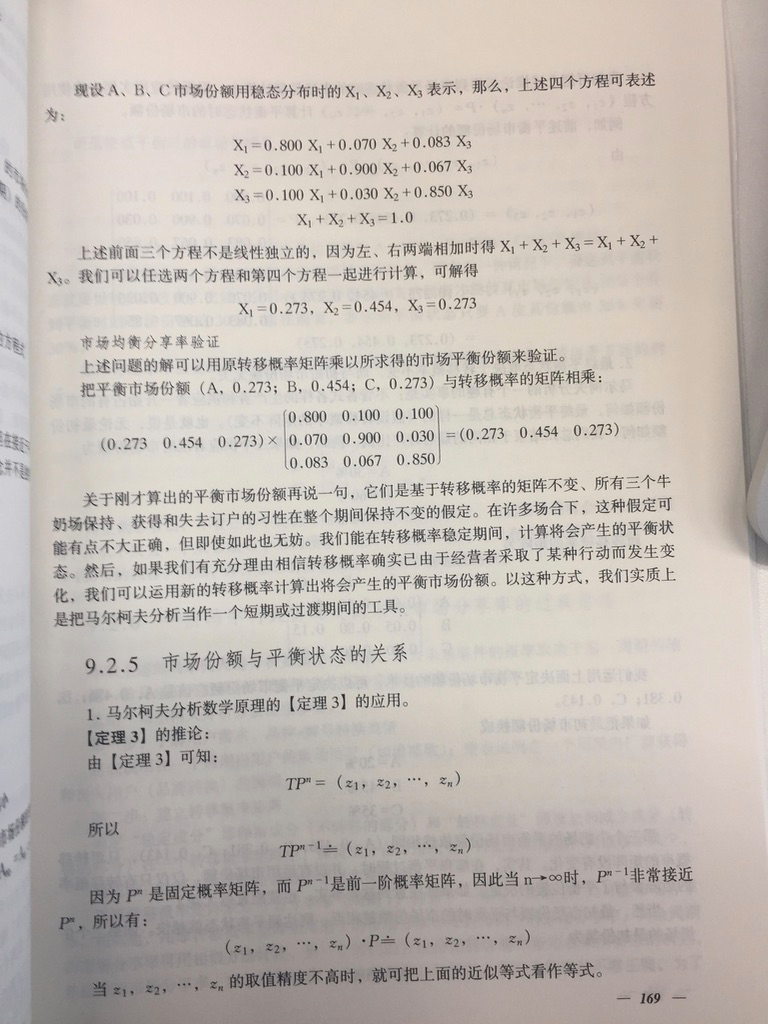 现设A、B、C市场份额用稳态分布时的X₁、X₂、X₃表示，那么，上述四个方程可表述
为：
X₁=0.800 X₁+0.070 X₂+0.083 X₃
X₂=0.100 X₁+0.900 X₂+0.067 X₃
X₃=0.100 X₁+0.030 X₂+0.850 X₃
X₁+X₂+X₃=1.0
上述前面三个方程不是线性独立的，因为左、右两端相加时得X₁+X₂+X₃=X₁+X₂+
X₃。我们可以任选两个方程和第四个方程一起进行计算，可解得
X₁=0.273，X₂=0.454，X₃=0.273
市场均衡分享率验证
上述问题的解可以用原转移概率矩阵乘以所求得的市场平衡份额来验证。
把平衡市场份额（A，0.273；B，0.454；C，0.273）与转移概率的矩阵相乘：
0.800 0.100 0.100
(0.273 0.454 0.273)× 0.070 0.900 0.030 =(0.273 0.454 0.273)
0.083 0.067 0.850
关于刚才算出的平衡市场份额再说一句，它们是基于转移概率的矩阵不变、所有三个牛
奶场保持、获得和失去订户的习性在整个期间保持不变的假定。在许多场合下，这种假定可
能有点不大正确，但即使如此也无妨。我们能在转移概率稳定期间，计算将会产生的平衡状
态。然后，如果我们有充分理由相信转移概率确实已由于经营者采取了某种行动而发生变
化，我们可以运用新的转移概率计算出将会产生的平衡市场份额。以这种方式，我们实质上
是把马尔柯夫分析当作一个短期或过渡期间的工具。
9.2.5 市场份额与平衡状态的关系
1. 马尔柯夫分析数学原理的【定理3】的应用。
【定理3】的推论：
由【定理3】可知：
TPⁿ=（z₁，z₂，…，zₙ）
所以
TPⁿ⁻¹≐（z₁，z₂，…，zₙ）
因为Pⁿ是固定概率矩阵，而Pⁿ⁻¹是前一阶概率矩阵，因此当n→∞时，Pⁿ⁻¹非常接近
Pⁿ，所以有：
（z₁，z₂，…，zₙ）·P≐（z₁，z₂，…，zₙ）
当z₁，z₂，…，zₙ的取值精度不高时，就可把上面的近似等式看作等式。
— 169 —